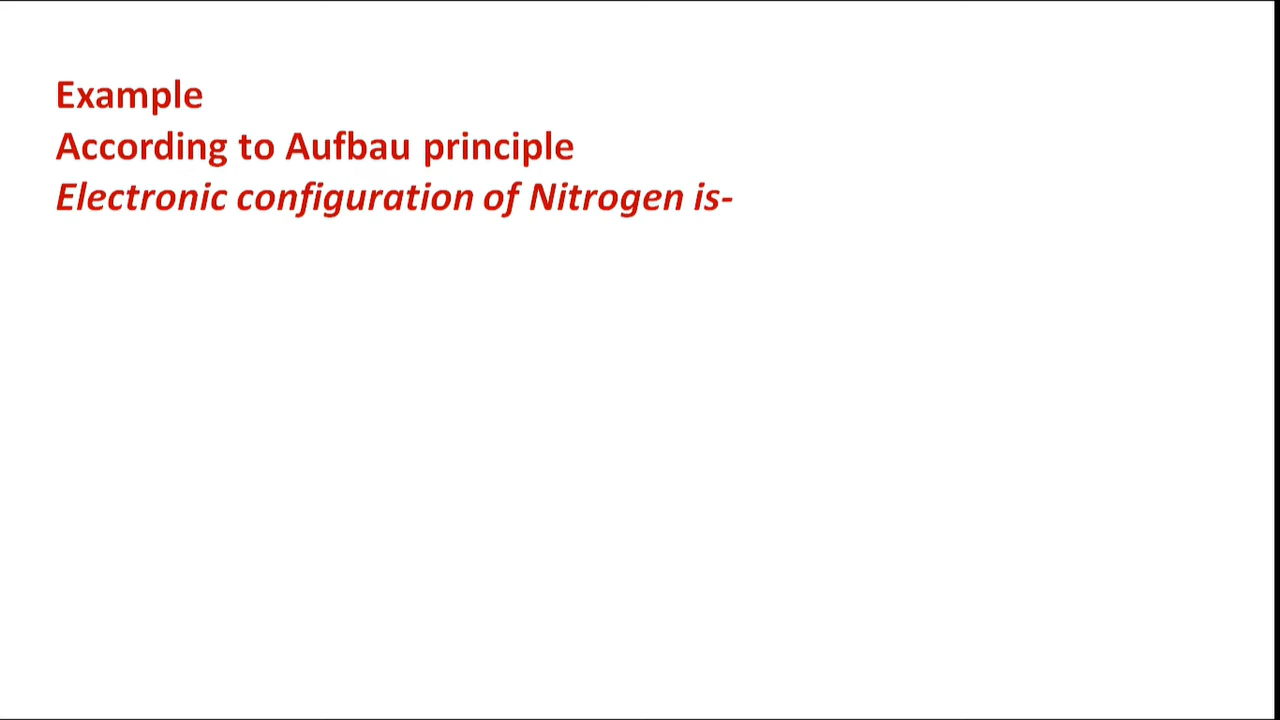 Example
According to Aufbau principle
Electronic configuration of Nitrogen is-